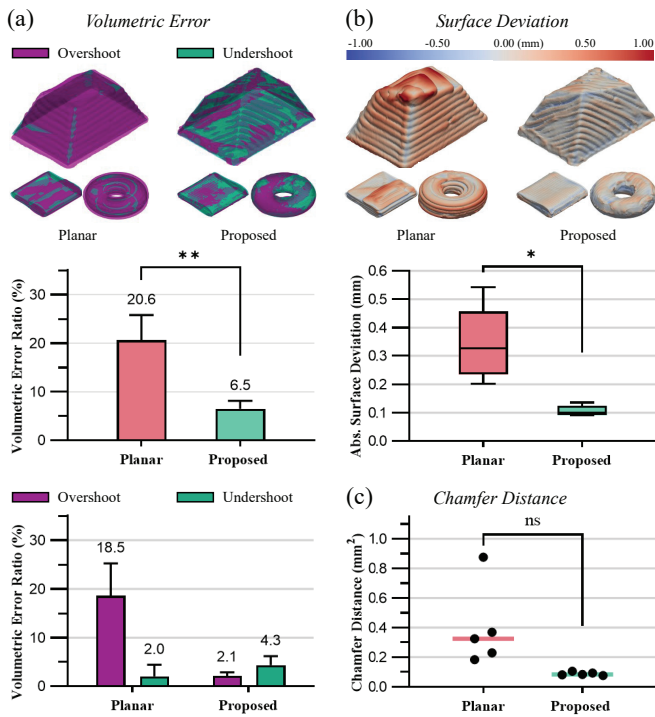 (a) Volumetric Error
Overshoot Undershoot
Planar Proposed
**
Volumetric Error Ratio (%)
30
20
10
0
20.6
6.5
Planar Proposed
Overshoot Undershoot
Volumetric Error Ratio (%)
30
20
10
0
18.5
2.0
2.1
4.3
Planar Proposed
(b) Surface Deviation
-1.00 -0.50 0.00 (mm) 0.50 1.00
Planar Proposed
*
Abs. Surface Deviation (mm)
0.6
0.5
0.4
0.3
0.2
0.1
0.0
Planar Proposed
(c) Chamfer Distance
ns
Chamfer Distance (mm²)
1.0
0.8
0.6
0.4
0.2
0.0
Planar Proposed